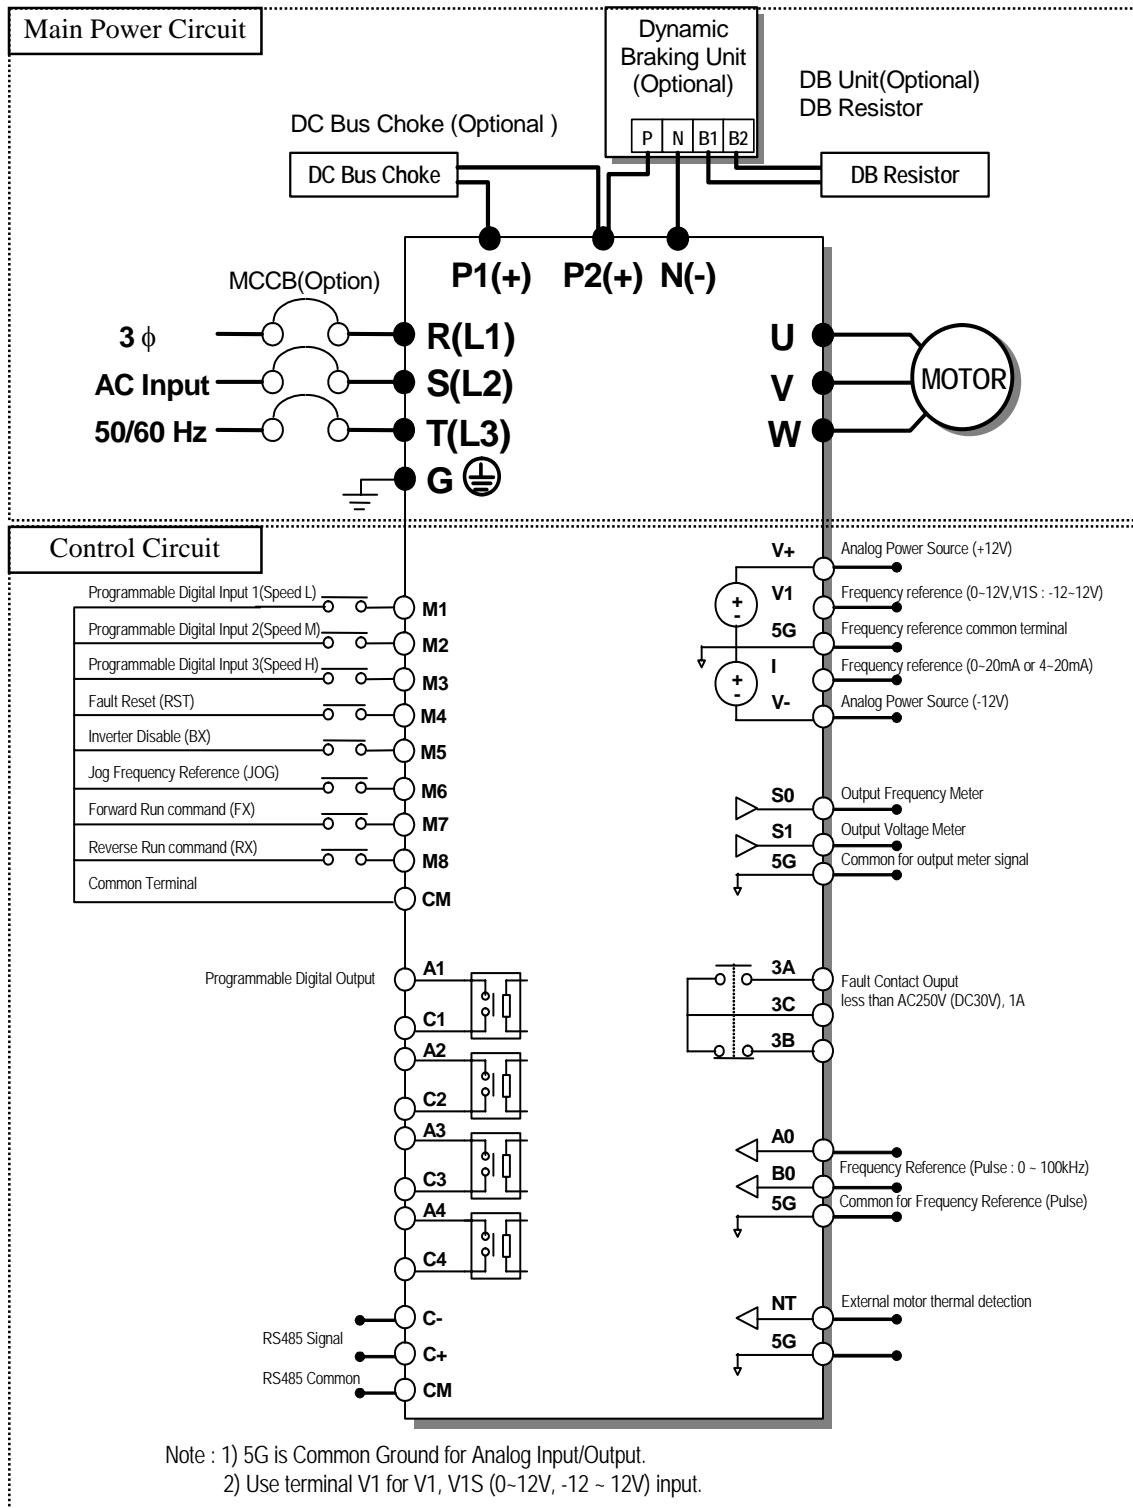 Main Power Circuit
Dynamic
Braking Unit
(Optional)
P N B1 B2
DB Unit(Optional)
DB Resistor
DC Bus Choke (Optional )
DC Bus Choke
DB Resistor
P1(+) P2(+) N(-)
MCCB(Option)
3 ϕ
R(L1)
U
AC Input
S(L2)
V
MOTOR
50/60 Hz
T(L3)
W
G
Control Circuit
Programmable Digital Input 1(Speed L)
M1
Programmable Digital Input 2(Speed M)
M2
Programmable Digital Input 3(Speed H)
M3
Fault Reset (RST)
M4
Inverter Disable (BX)
M5
Jog Frequency Reference (JOG)
M6
Forward Run command (FX)
M7
Reverse Run command (RX)
M8
Common Terminal
CM
V+
Analog Power Source (+12V)
+
-
V1
Frequency reference (0~12V,V1S : -12~12V)
5G
Frequency reference common terminal
+
-
I
Frequency reference (0~20mA or 4~20mA)
V-
Analog Power Source (-12V)
S0
Output Frequency Meter
S1
Output Voltage Meter
5G
Common for output meter signal
Programmable Digital Output
A1
C1
A2
C2
A3
C3
A4
C4
3A
Fault Contact Ouput
less than AC250V (DC30V), 1A
3C
3B
A0
B0
Frequency Reference (Pulse : 0 ~ 100kHz)
5G
Common for Frequency Reference (Pulse)
NT
External motor thermal detection
5G
C-
RS485 Signal
C+
RS485 Common
CM
Note : 1) 5G is Common Ground for Analog Input/Output.
2) Use terminal V1 for V1, V1S (0~12V, -12 ~ 12V) input.